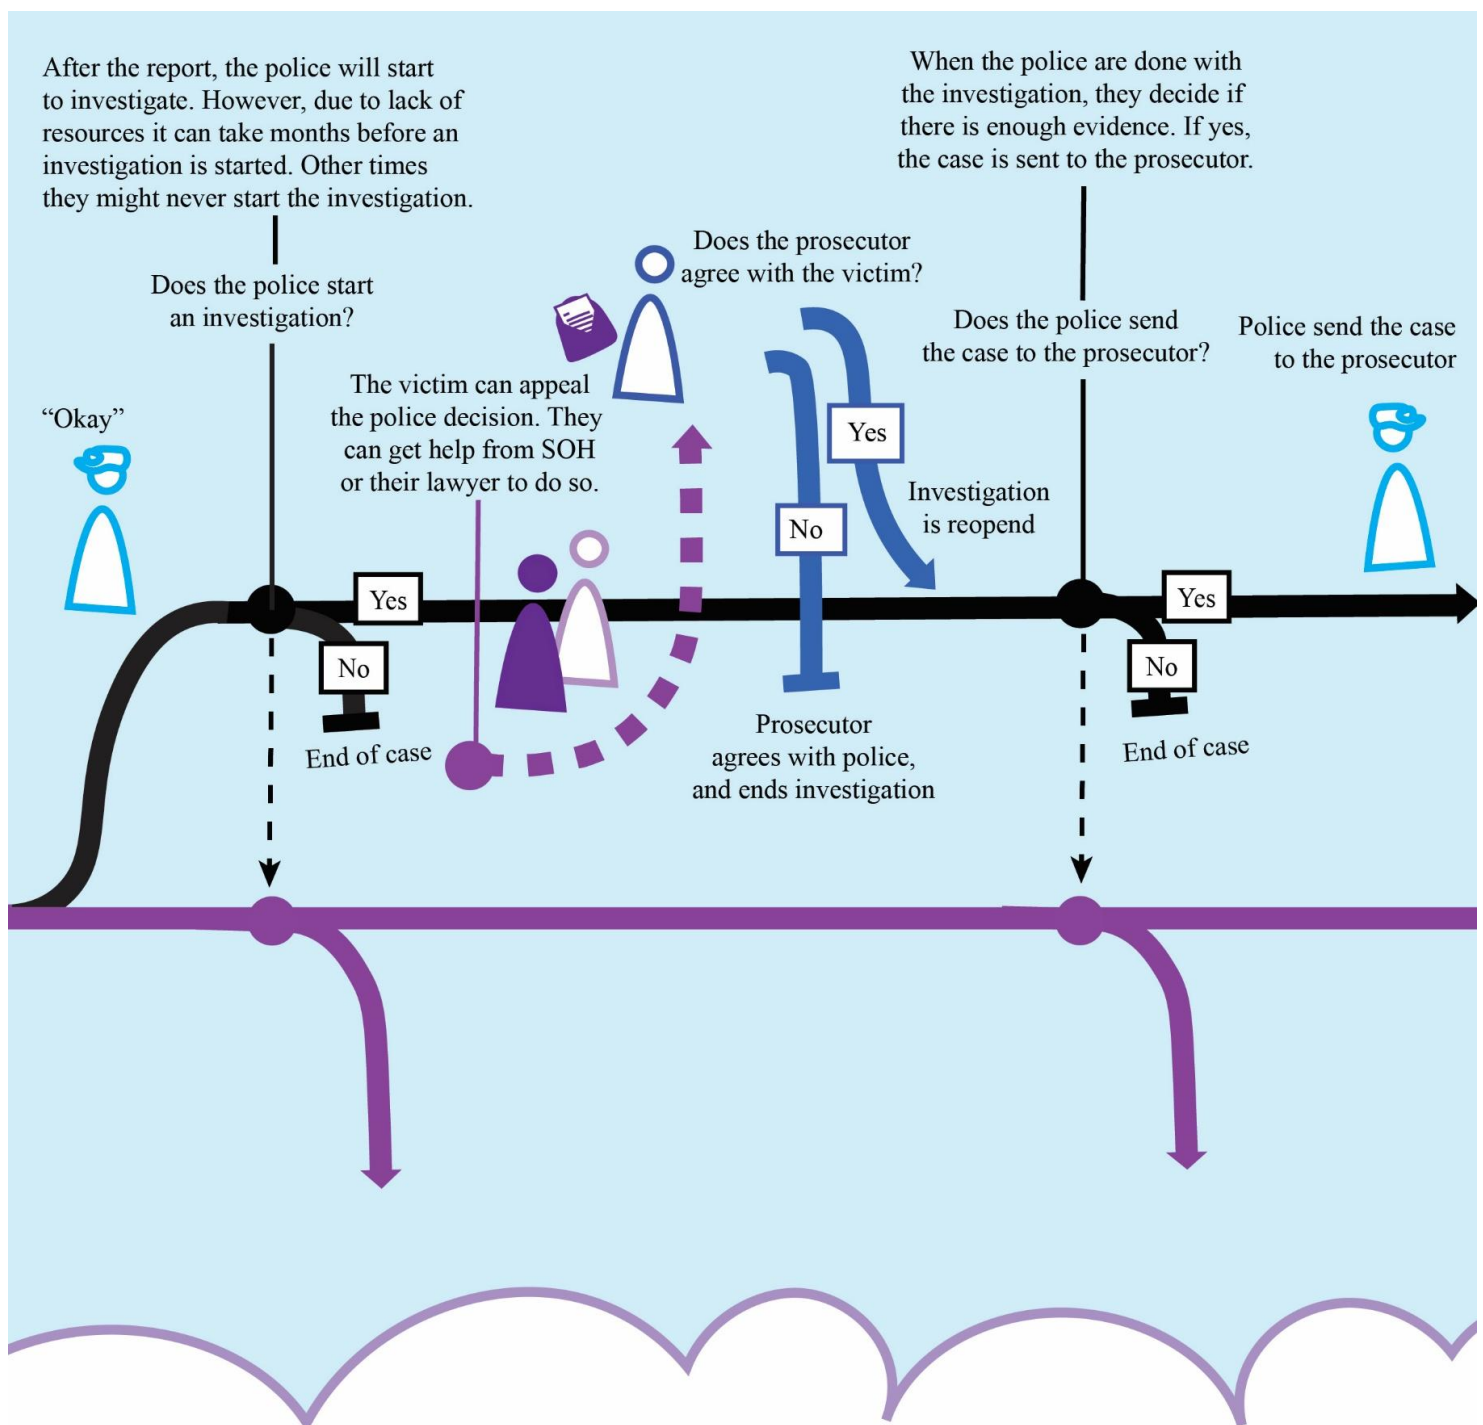 After the report, the police will start
to investigate. However, due to lack of
resources it can take months before an
investigation is started. Other times
they might never start the investigation.
Does the police start
an investigation?
“Okay”
The victim can appeal
the police decision. They
can get help from SOH
or their lawyer to do so.
Does the prosecutor
agree with the victim?
When the police are done with
the investigation, they decide if
there is enough evidence. If yes,
the case is sent to the prosecutor.
Does the police send
the case to the prosecutor?
Police send the case
to the prosecutor
Yes
No
End of case
Yes
No
Investigation
is reopend
Prosecutor
agrees with police,
and ends investigation
Yes
No
End of case